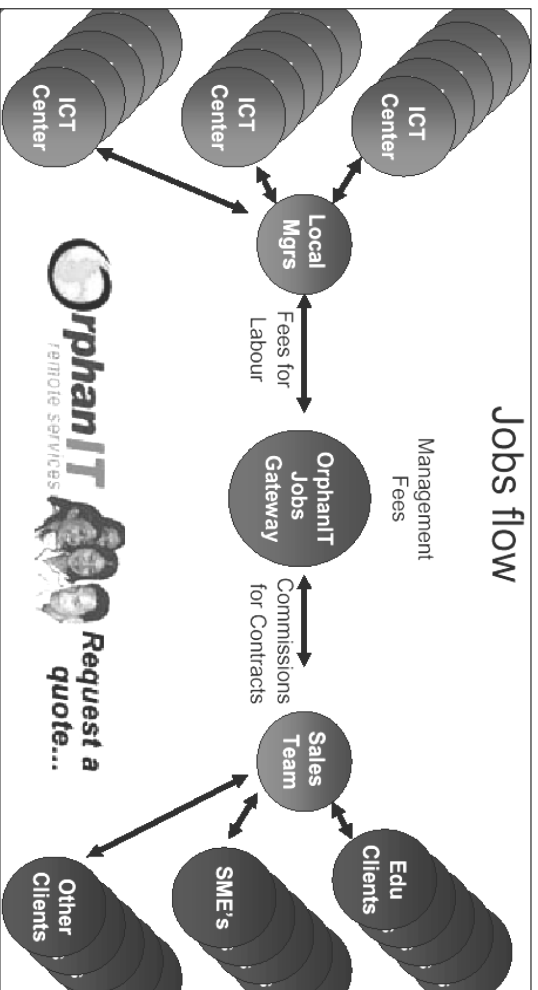 Jobs flow
Management
Fees
ICT
Center
ICT
Center
ICT
Center
Local
Mgrs
Fees for
Labour
OrphanIT
Jobs
Gateway
Commissions
for Contracts
Sales
Team
Edu
Clients
SME's
Other
Clients
OrphanIT
remote services
Request a
quote...